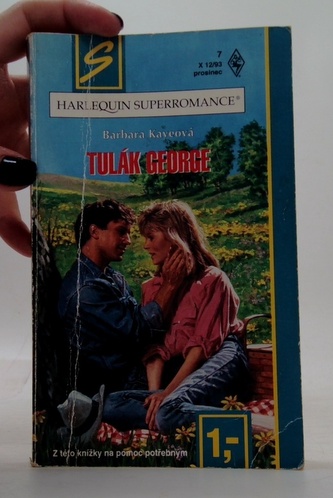 S
7
X 12/93
prosinec
HARLEQUIN SUPERROMANCE®
Barbara Kayeová
TULÁK GEORGE
Z této knížky na pomoc potřebným
1,-